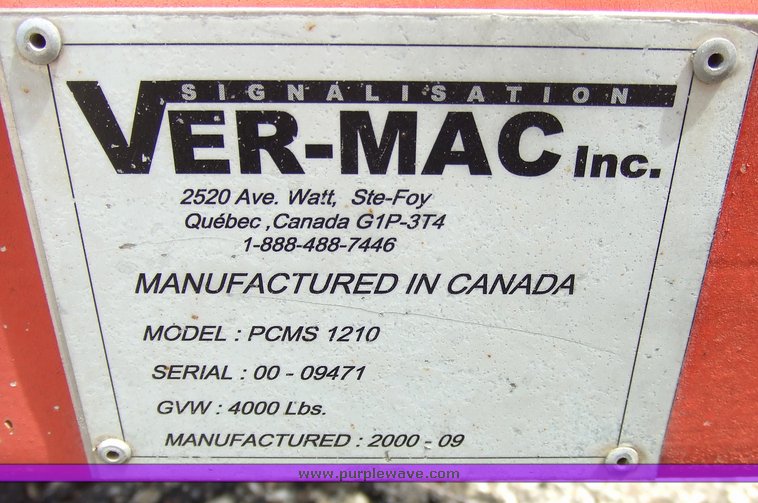 SIGNALISATION
VER-MAC Inc.
2520 Ave. Watt, Ste-Foy
Québec ,Canada G1P-3T4
1-888-488-7446
MANUFACTURED IN CANADA
MODEL : PCMS 1210
SERIAL : 00 - 09471
GVW : 4000 Lbs.
MANUFACTURED : 2000 - 09
www.purplewave.com